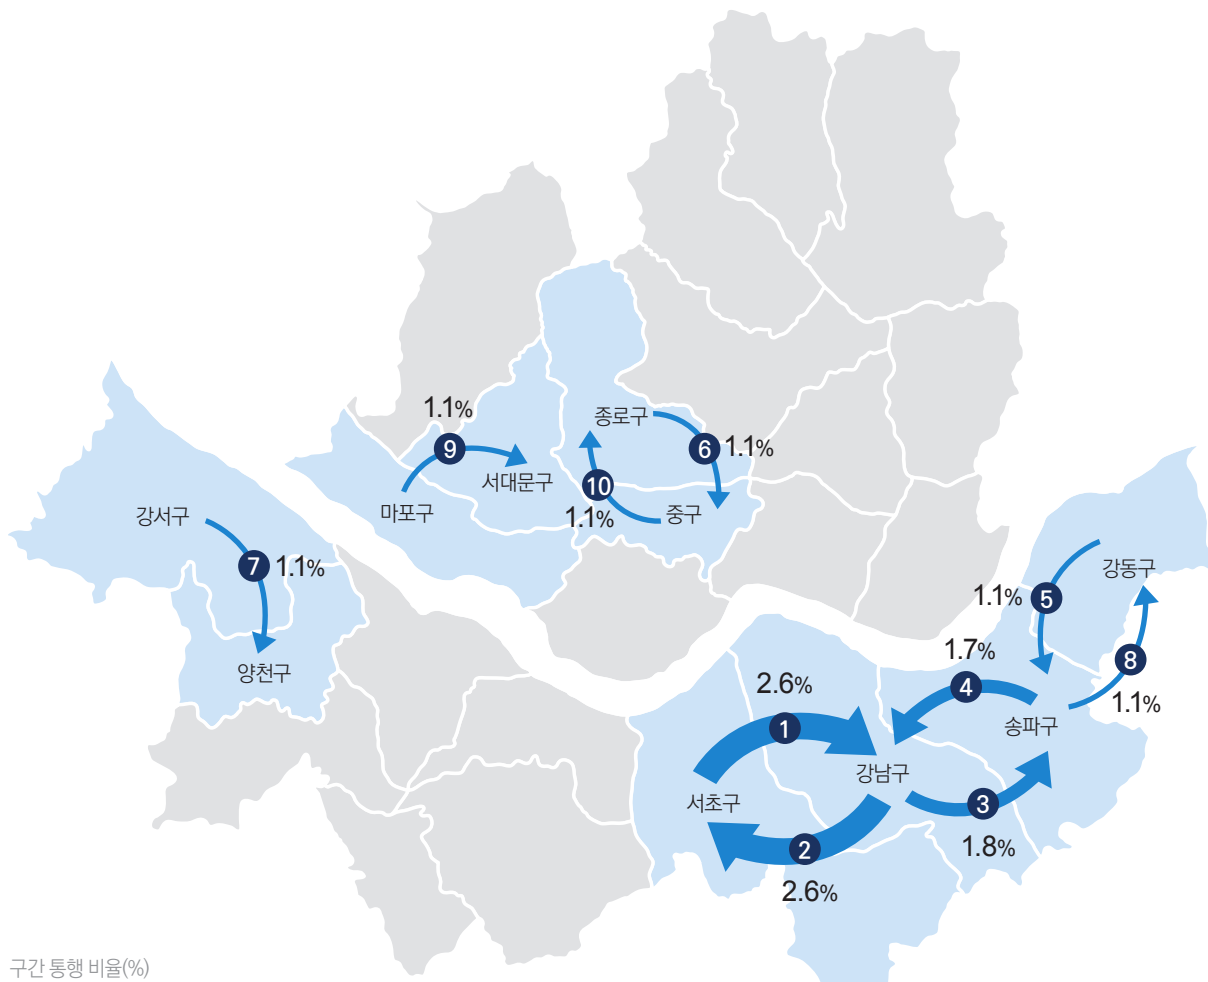 1.1%
9
종로구
6
1.1%
서대문구
10
마포구
1.1%
중구
강서구
7
1.1%
양천구
강동구
1.1%
5
1.7%
8
4
1.1%
2.6%
1
송파구
강남구
서초구
3
1.8%
2
2.6%
구간 통행 비율(%)